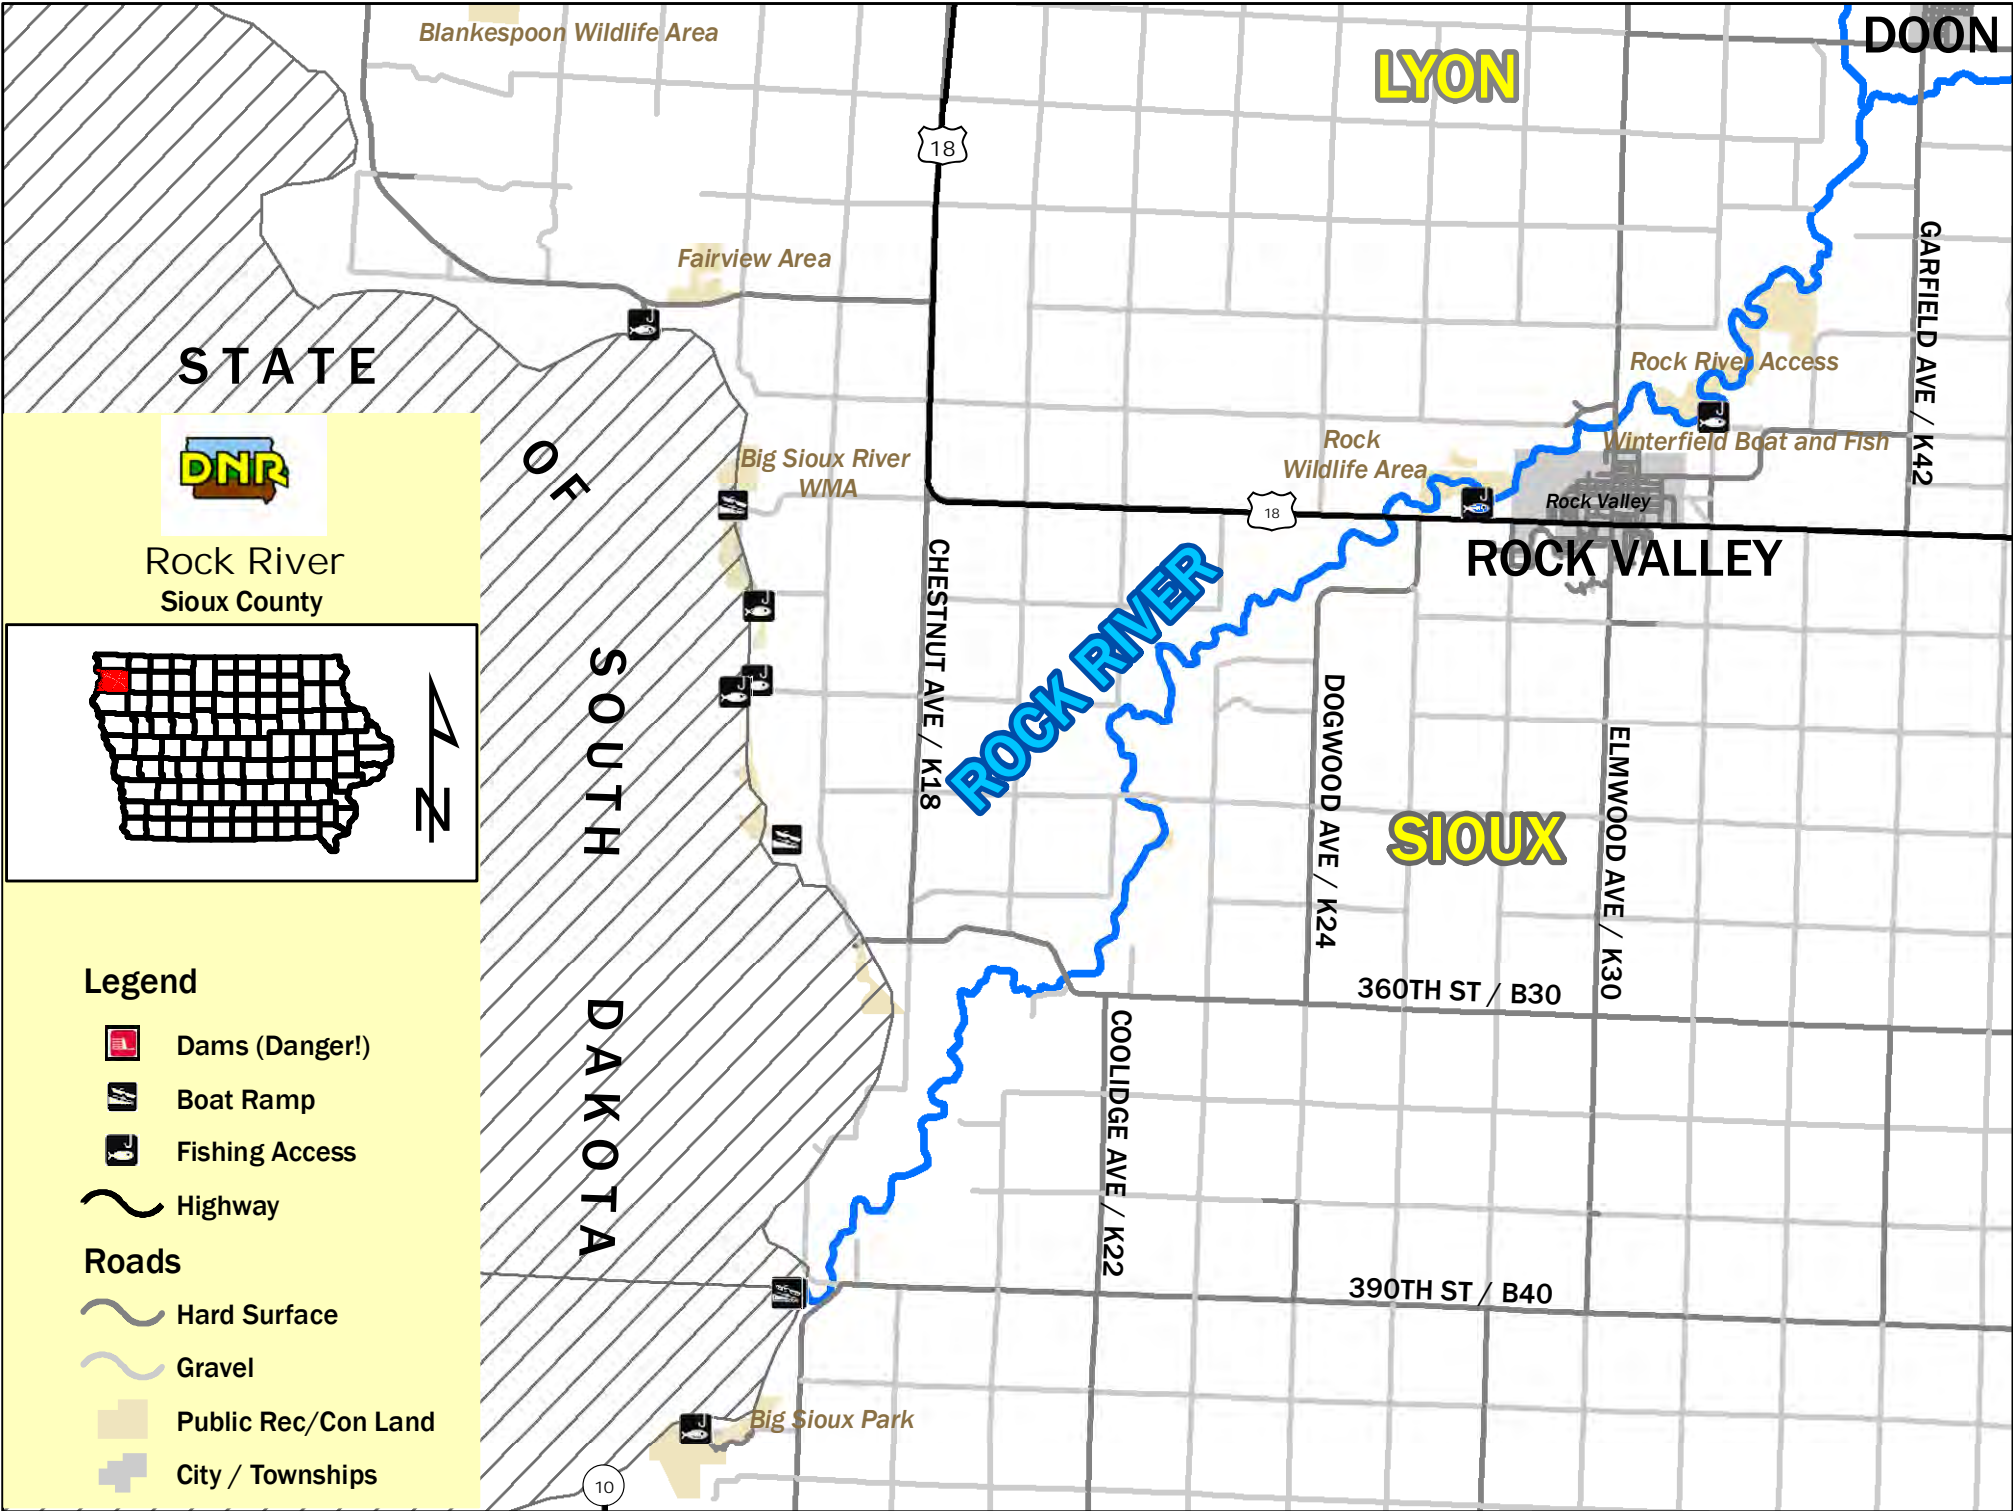 Blankespoon Wildlife Area
LYON
DOON
18
Fairview Area
GARFIELD AVE / K42
STATE
OF
SOUTH
DAKOTA
Rock River Access
Winterfield Boat and Fish
Rock
Wildlife Area
Big Sioux River
WMA
18
Rock Valley
ROCK VALLEY
DNR
Rock River
Sioux County
N
CHESTNUT AVE / K18
ROCK RIVER
DOGWOOD AVE / K24
ELMWOOD AVE / K30
SIOUX
360TH ST / B30
COOLIDGE AVE / K22
390TH ST / B40
Big Sioux Park
10
Legend
Dams (Danger!)
Boat Ramp
Fishing Access
Highway
Roads
Hard Surface
Gravel
Public Rec/Con Land
City / Townships